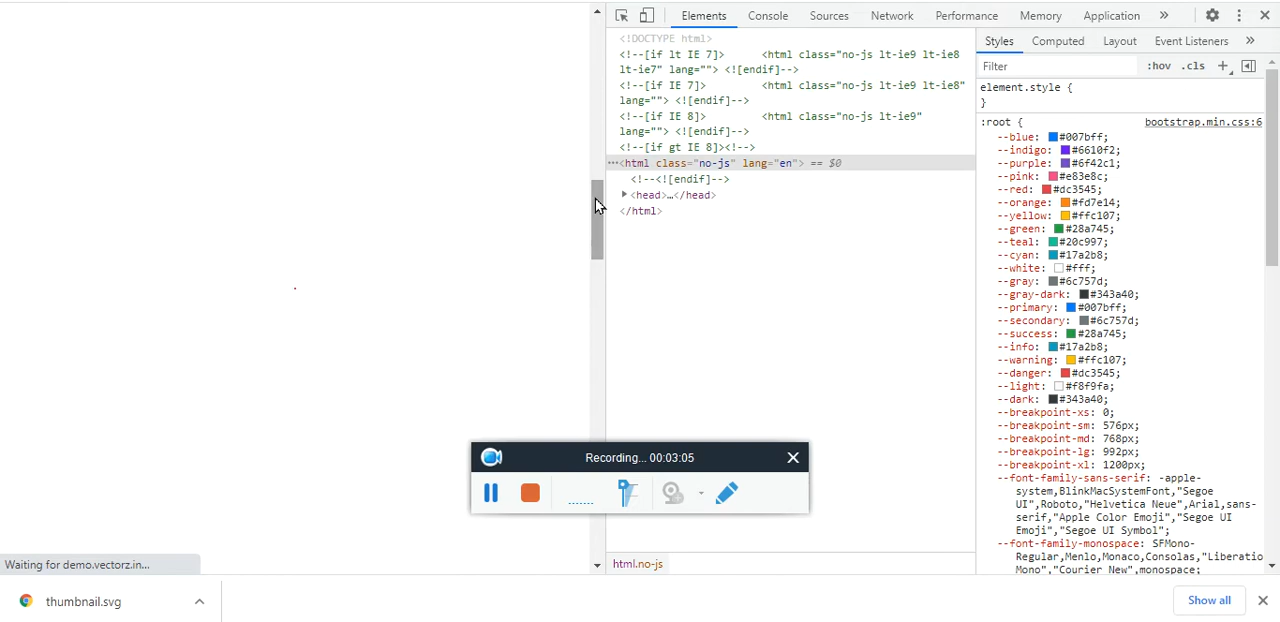 Elements
Console
Sources
Network
Performance
Memory
Application
<!DOCTYPE html>
<!--[if lt IE 7]>      <html class="no-js lt-ie9 lt-ie8
lt-ie7" lang=""> <![endif]-->
<!--[if IE 7]>         <html class="no-js lt-ie9 lt-ie8"
lang=""> <![endif]-->
<!--[if IE 8]>         <html class="no-js lt-ie9"
lang=""> <![endif]-->
<!--[if gt IE 8]><!-->
···<html class="no-js" lang="en"> == $0
<!--<![endif]-->
<head>…</head>
</html>
html.no-js
Styles
Computed
Layout
Event Listeners
Filter
:hov .cls
element.style {
}
:root {
bootstrap.min.css:6
--blue: #007bff;
--indigo: #6610f2;
--purple: #6f42c1;
--pink: #e83e8c;
--red: #dc3545;
--orange: #fd7e14;
--yellow: #ffc107;
--green: #28a745;
--teal: #20c997;
--cyan: #17a2b8;
--white: #fff;
--gray: #6c757d;
--gray-dark: #343a40;
--primary: #007bff;
--secondary: #6c757d;
--success: #28a745;
--info: #17a2b8;
--warning: #ffc107;
--danger: #dc3545;
--light: #f8f9fa;
--dark: #343a40;
--breakpoint-xs: 0;
--breakpoint-sm: 576px;
--breakpoint-md: 768px;
--breakpoint-lg: 992px;
--breakpoint-xl: 1200px;
--font-family-sans-serif: -apple-
system,BlinkMacSystemFont,"Segoe
UI",Roboto,"Helvetica Neue",Arial,sans-
serif,"Apple Color Emoji","Segoe UI
Emoji","Segoe UI Symbol";
--font-family-monospace: SFMono-
Regular,Menlo,Monaco,Consolas,"Liberatio
Mono","Courier New",monospace;
Recording... 00:03:05
Waiting for demo.vectorz.in...
thumbnail.svg
Show all